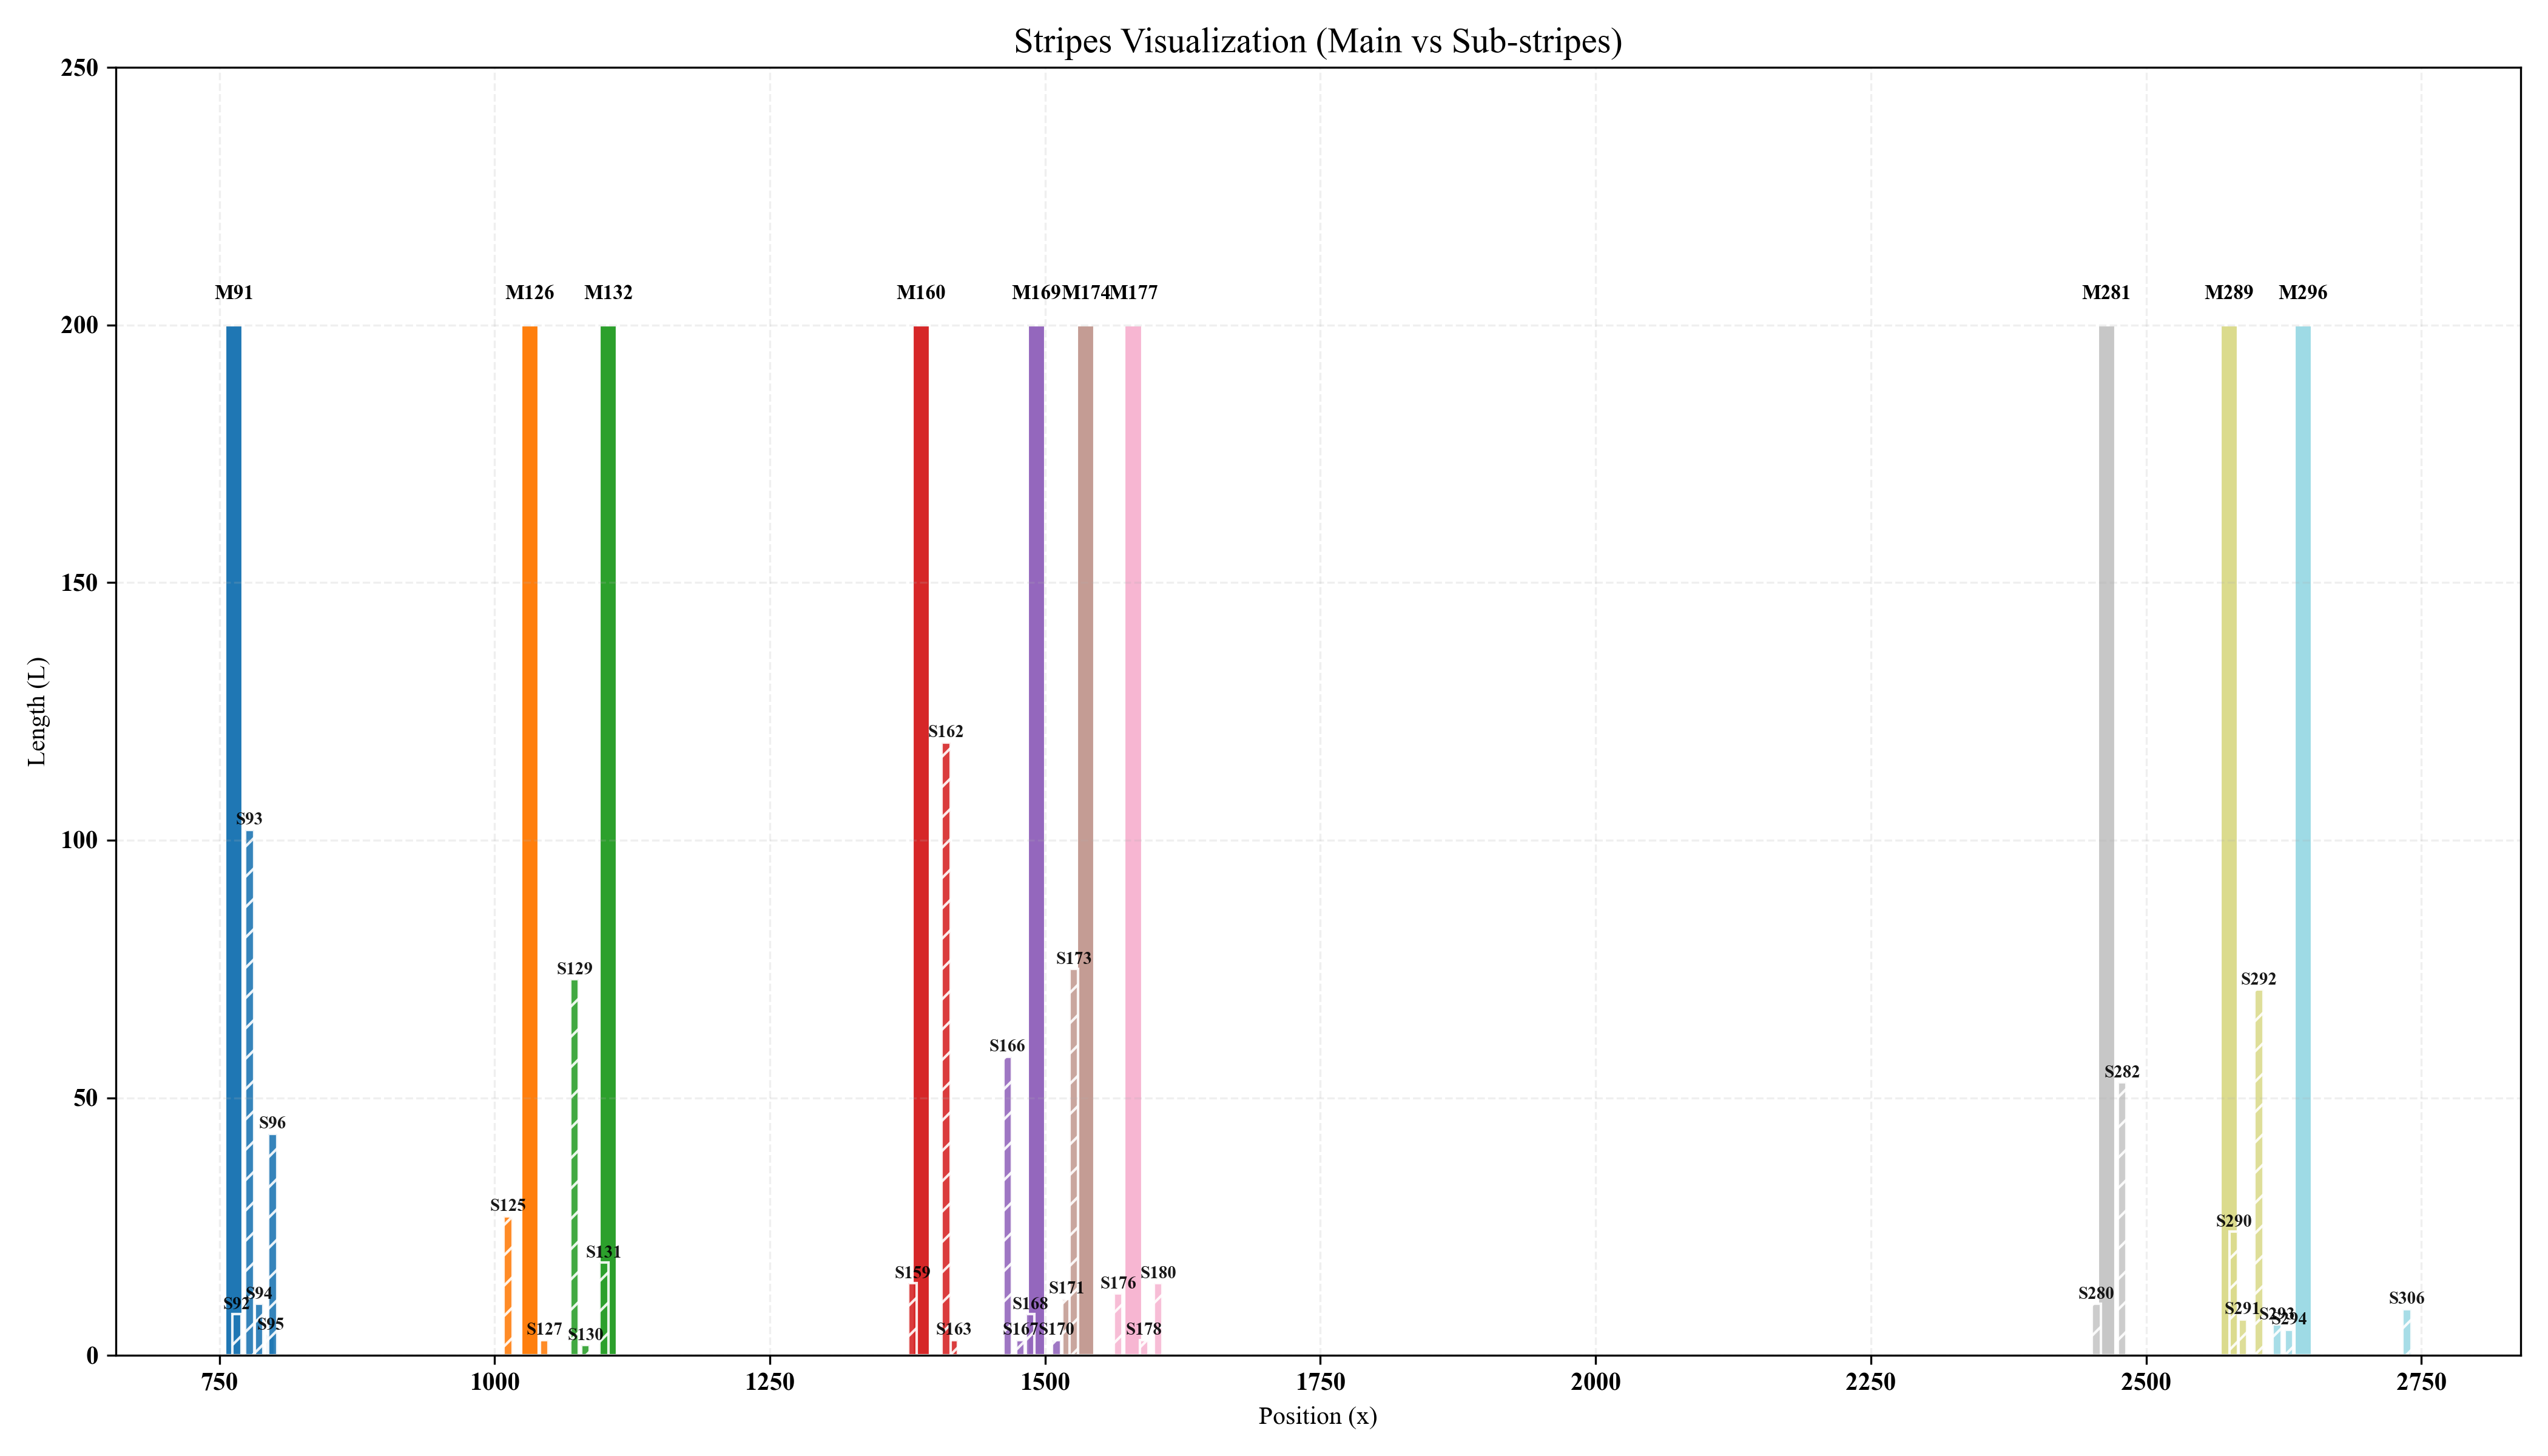 Stripes Visualization (Main vs Sub-stripes)
250
M91 M126 M132 M160 M169 M174 M177 M281 M289 M296
200
150
S162
S93
100
S173
S129
S292
S166
S282
50
S96
S125
S290
S131
S159 S180
S176
S171
S94 S280
S306
S92 S168
S291
S293
S294
S95
S127 S163 S167 S170 S178
S130
0
750 1000 1250 1500 1750 2000 2250 2500 2750
Position (x)
Length (L)